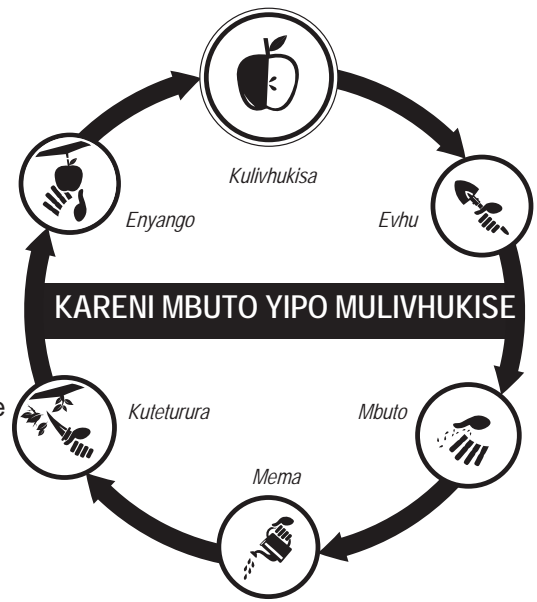 Kulivhukisa
Enyango
Evhu
KARENI MBUTO YIPO MULIVHUKISE
Kuteturura
Mbuto
Mema
e